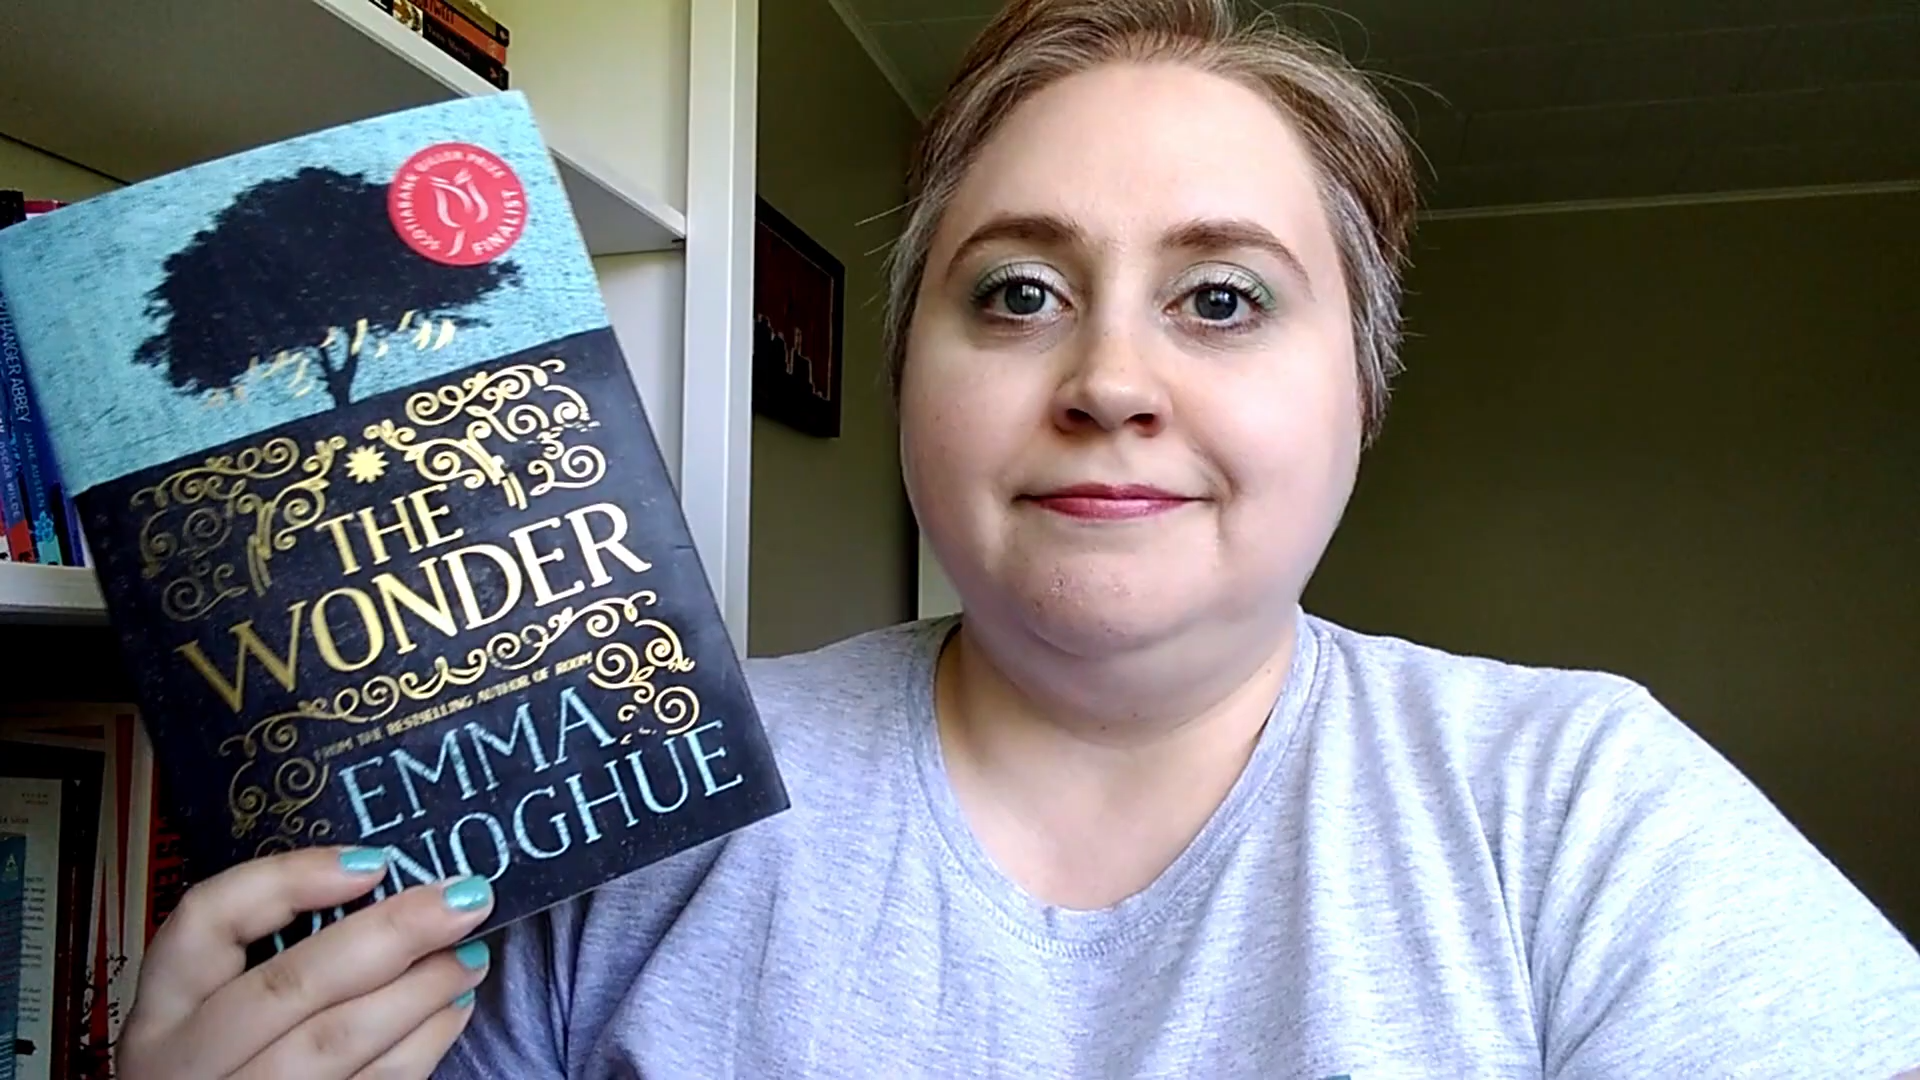 SCOTIABANK GILLER PRIZE
FINALIST
THE
WONDER
FROM THE BESTSELLING AUTHOR OF ROOM
EMMA
NOGHUE
NORTHANGER ABBEY JANE AUSTEN
OSCAR WILDE